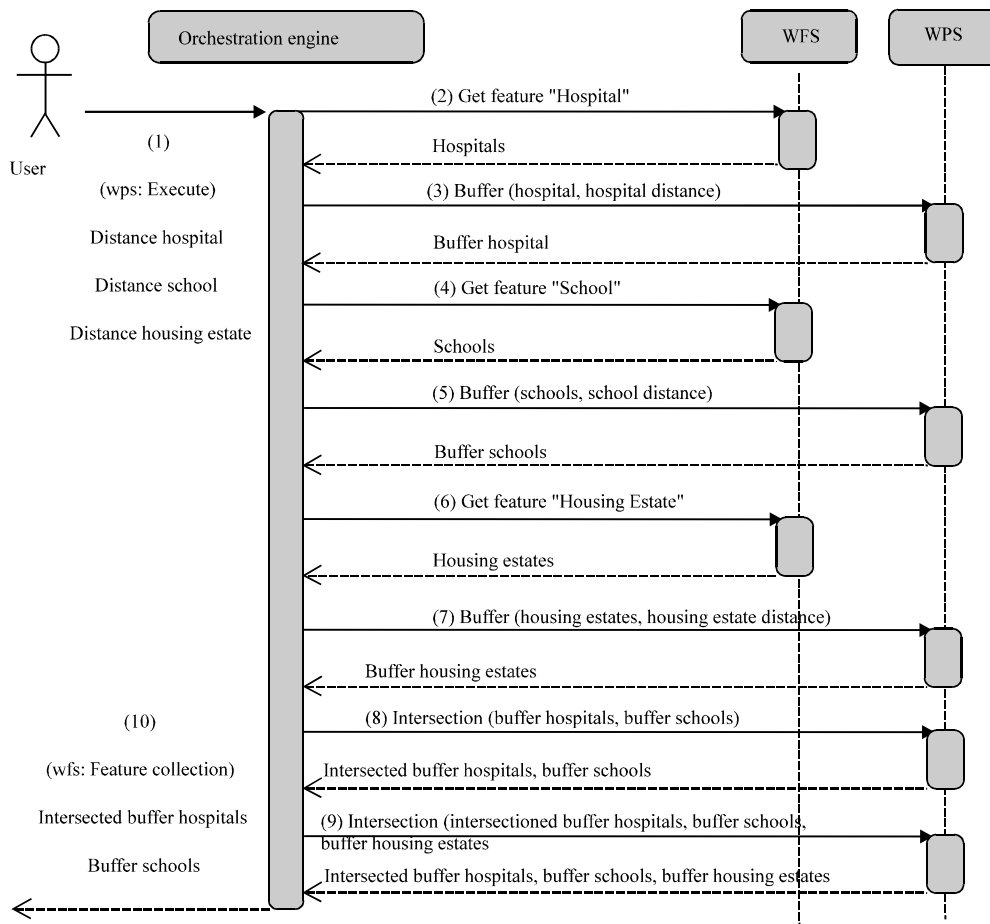 Orchestration engine
WFS
WPS
User
(1)
(wps: Execute)
Distance hospital
Distance school
Distance housing estate
(2) Get feature "Hospital"
Hospitals
(3) Buffer (hospital, hospital distance)
Buffer hospital
(4) Get feature "School"
Schools
(5) Buffer (schools, school distance)
Buffer schools
(6) Get feature "Housing Estate"
Housing estates
(7) Buffer (housing estates, housing estate distance)
Buffer housing estates
(8) Intersection (buffer hospitals, buffer schools)
Intersected buffer hospitals, buffer schools
(9) Intersection (intersectioned buffer hospitals, buffer schools,
buffer housing estates
Intersected buffer hospitals, buffer schools, buffer housing estates
(10)
(wfs: Feature collection)
Intersected buffer hospitals
Buffer schools